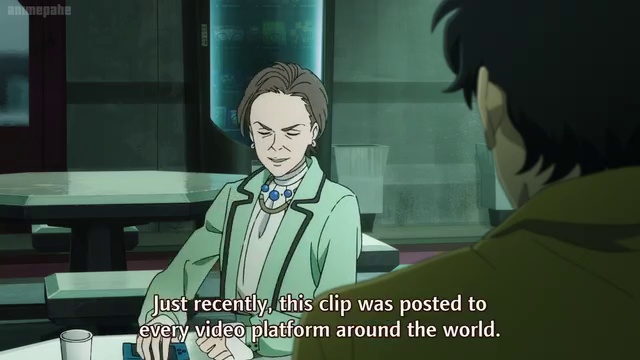 animepahe
Just recently, this clip was posted to
every video platform around the world.